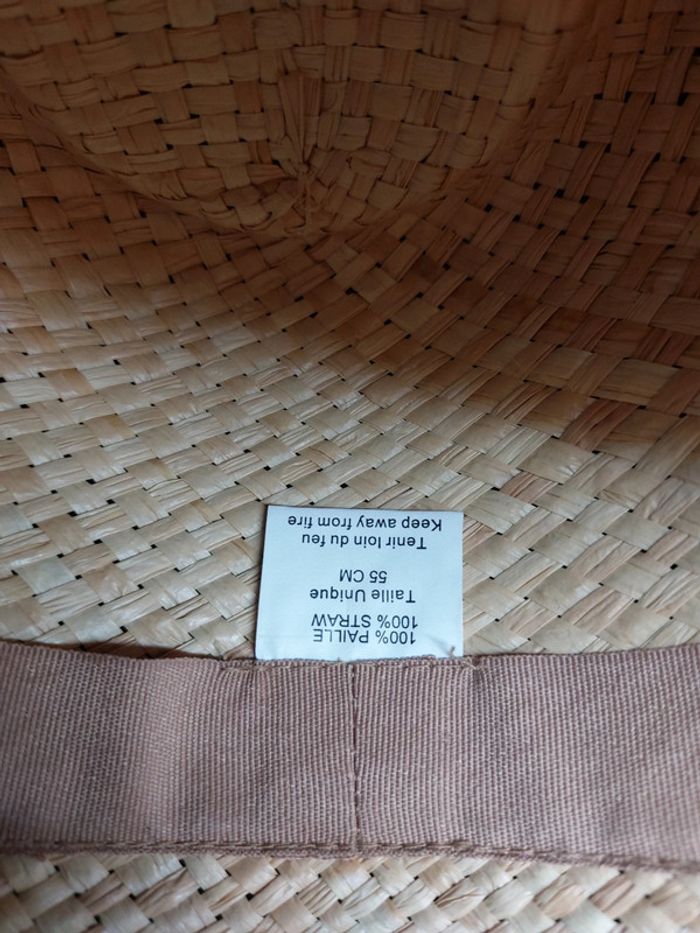 100% PAILLE
100% STRAW
Taille Unique
55 CM
Tenir loin du feu
Keep away from fire